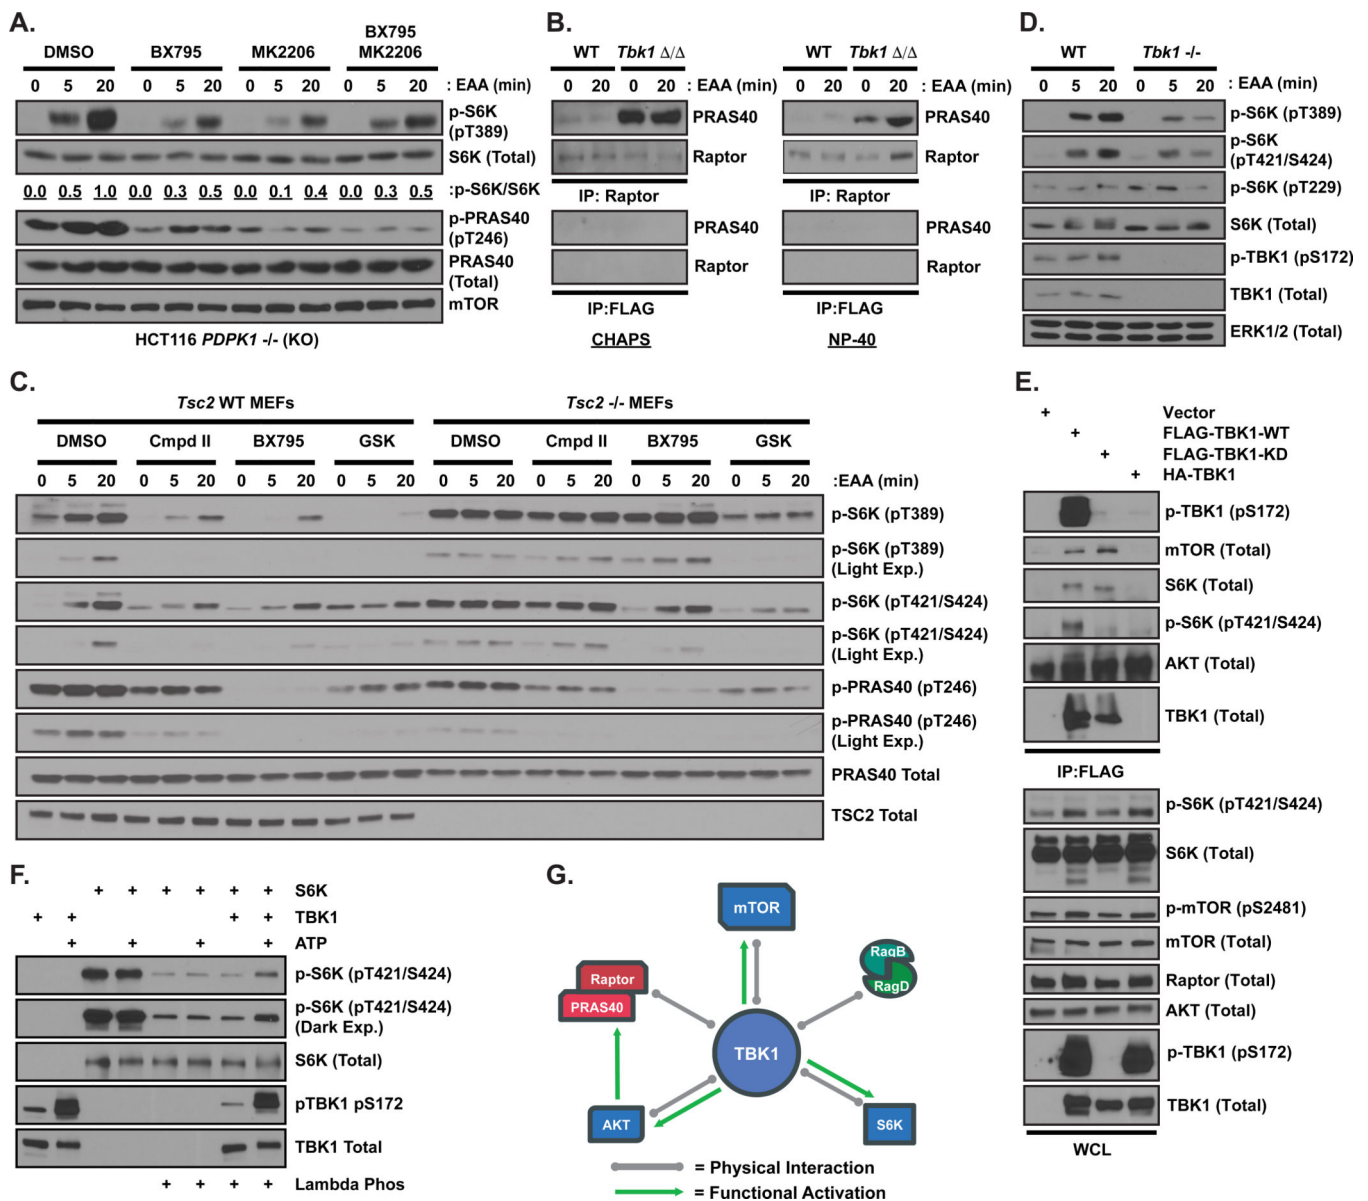 A.
DMSO BX795 MK2206 BX795
MK2206
0 5 20 0 5 20 0 5 20 0 5 20 : EAA (min)
p-S6K
(pT389)
S6K (Total)
0.0 0.5 1.0 0.0 0.3 0.5 0.0 0.1 0.4 0.0 0.3 0.5 :p-S6K/S6K
p-PRAS40
(pT246)
PRAS40
(Total)
mTOR
HCT116 PDPK1 -/- (KO)
B.
WT Tbk1 Δ/Δ WT Tbk1 Δ/Δ
0 20 0 20 : EAA (min) 0 20 0 20 : EAA (min)
PRAS40 PRAS40
Raptor Raptor
IP: Raptor IP: Raptor
PRAS40 PRAS40
Raptor Raptor
IP:FLAG IP:FLAG
CHAPS NP-40
D.
WT Tbk1 -/-
0 5 20 0 5 20 : EAA (min)
p-S6K (pT389)
p-S6K
(pT421/S424)
p-S6K (pT229)
S6K (Total)
p-TBK1 (pS172)
TBK1 (Total)
ERK1/2 (Total)
C.
Tsc2 WT MEFs Tsc2 -/- MEFs
DMSO Cmpd II BX795 GSK DMSO Cmpd II BX795 GSK
0 5 20 0 5 20 0 5 20 0 5 20 0 5 20 0 5 20 0 5 20 0 5 20 :EAA (min)
p-S6K (pT389)
p-S6K (pT389)
(Light Exp.)
p-S6K (pT421/S424)
p-S6K (pT421/S424)
(Light Exp.)
p-PRAS40 (pT246)
p-PRAS40 (pT246)
(Light Exp.)
PRAS40 Total
TSC2 Total
E.
+ Vector
+ FLAG-TBK1-WT
+ FLAG-TBK1-KD
+ HA-TBK1
p-TBK1 (pS172)
mTOR (Total)
S6K (Total)
p-S6K (pT421/S424)
AKT (Total)
TBK1 (Total)
IP:FLAG
p-S6K (pT421/S424)
S6K (Total)
p-mTOR (pS2481)
mTOR (Total)
Raptor (Total)
AKT (Total)
p-TBK1 (pS172)
TBK1 (Total)
WCL
F.
+ + + + + + S6K
+ + + + TBK1
+ + + + ATP
p-S6K (pT421/S424)
p-S6K (pT421/S424)
(Dark Exp.)
S6K (Total)
pTBK1 pS172
TBK1 Total
+ + + + Lambda Phos
G.
mTOR
Raptor
PRAS40
RagB
RagD
TBK1
AKT
S6K
= Physical Interaction
= Functional Activation